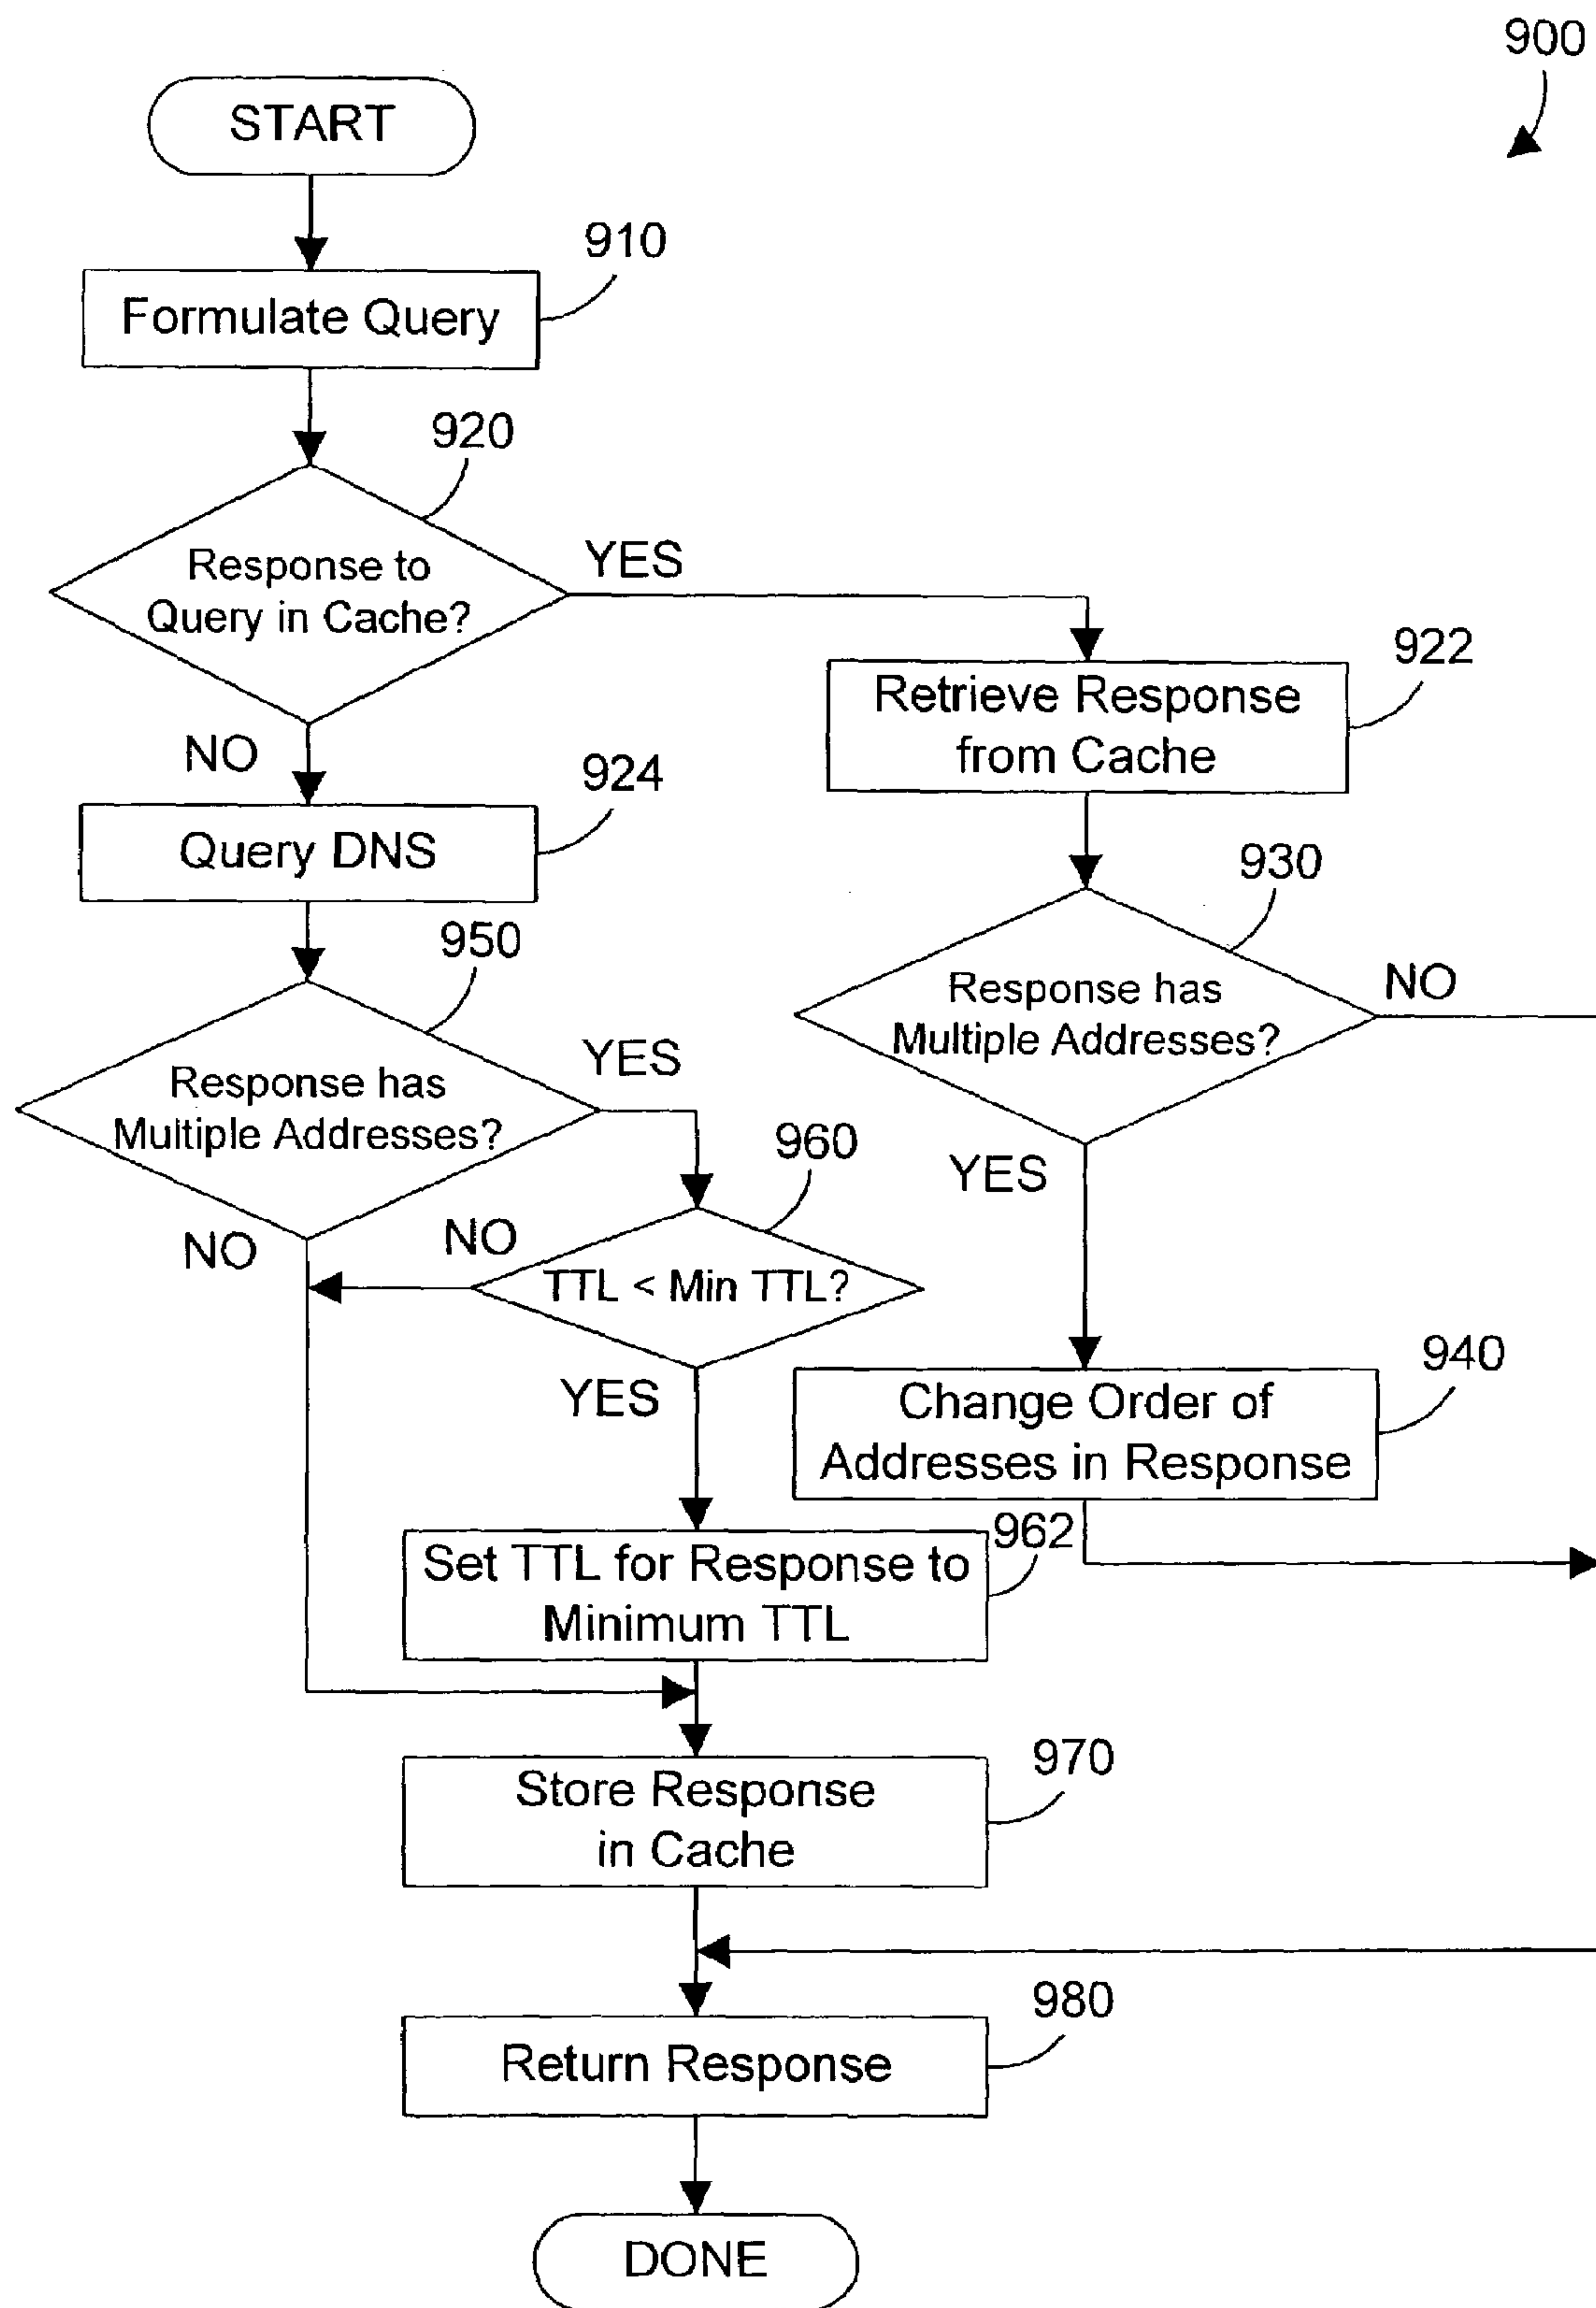 900
START
910
Formulate Query
920
Response to
Query in Cache?
YES
922
Retrieve Response
from Cache
NO
924
Query DNS
930
Response has
Multiple Addresses?
NO
950
Response has
Multiple Addresses?
YES
960
TTL < Min TTL?
NO
NO
YES
YES
940
Change Order of
Addresses in Response
962
Set TTL for Response to
Minimum TTL
970
Store Response
in Cache
980
Return Response
DONE